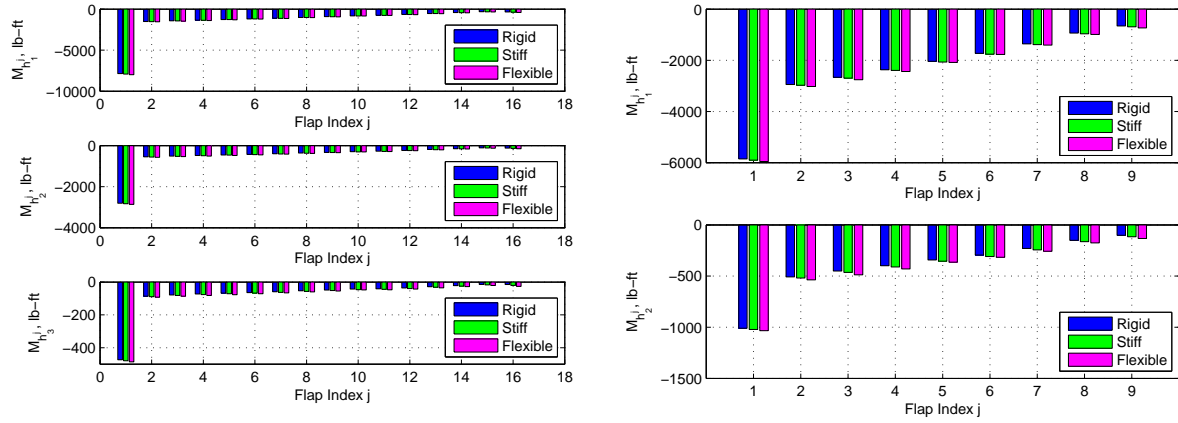 0
−5000
−10000
M_{h_1^j}, lb−ft
0 2 4 6 8 10 12 14 16 18
Flap Index j
Rigid
Stiff
Flexible
0
−2000
−4000
M_{h_2^j}, lb−ft
0 2 4 6 8 10 12 14 16 18
Flap Index j
Rigid
Stiff
Flexible
0
−200
−400
M_{h_3^j}, lb−ft
0 2 4 6 8 10 12 14 16 18
Flap Index j
Rigid
Stiff
Flexible
0
−2000
−4000
−6000
M_{h_1^j}, lb−ft
1 2 3 4 5 6 7 8 9
Flap Index j
Rigid
Stiff
Flexible
0
−500
−1000
−1500
M_{h_2^j}, lb−ft
1 2 3 4 5 6 7 8 9
Flap Index j
Rigid
Stiff
Flexible